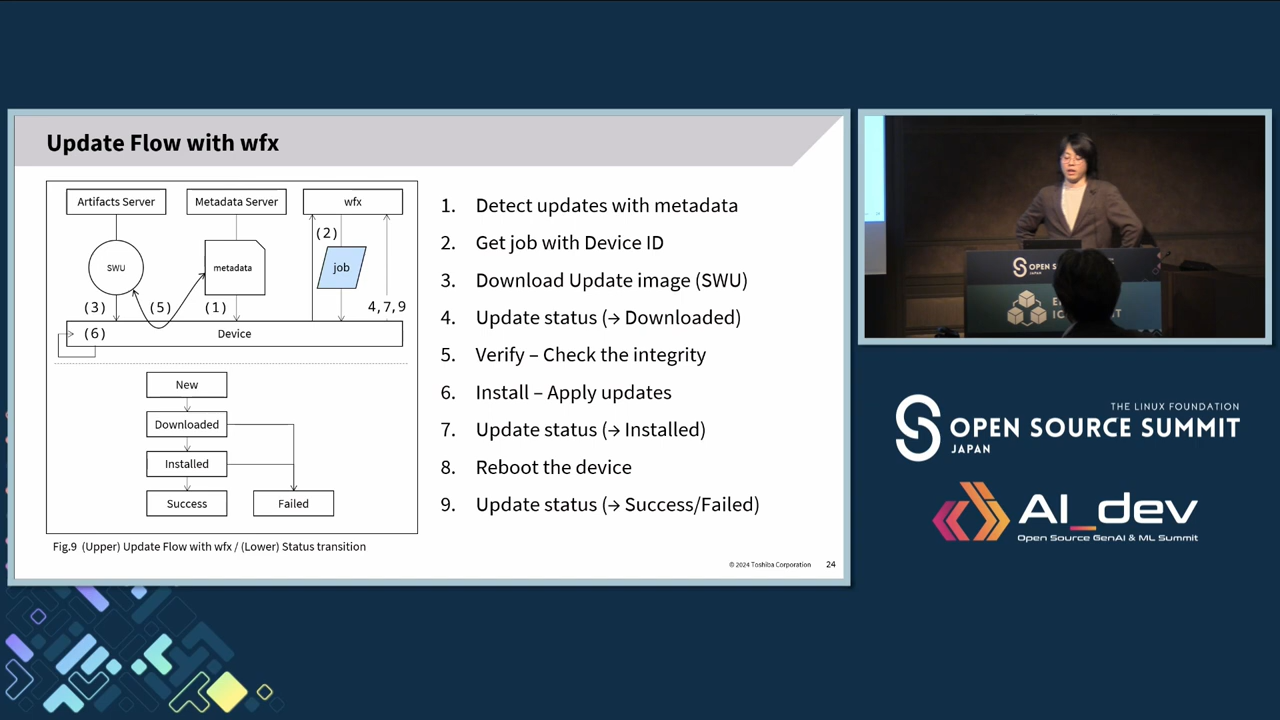 Update Flow with wfx
Artifacts Server
Metadata Server
wfx
(2)
SWU
metadata
job
(3)
(5)
(1)
4,7,9
(6)
Device
New
Downloaded
Installed
Success
Failed
Fig.9 (Upper) Update Flow with wfx / (Lower) Status transition
1. Detect updates with metadata
2. Get job with Device ID
3. Download Update image (SWU)
4. Update status (→ Downloaded)
5. Verify – Check the integrity
6. Install – Apply updates
7. Update status (→ Installed)
8. Reboot the device
9. Update status (→ Success/Failed)
© 2024 Toshiba Corporation
24
OPEN S
THE LINUX FOUNDATION
OPEN SOURCE SUMMIT
JAPAN
AI_dev
Open Source GenAI & ML Summit